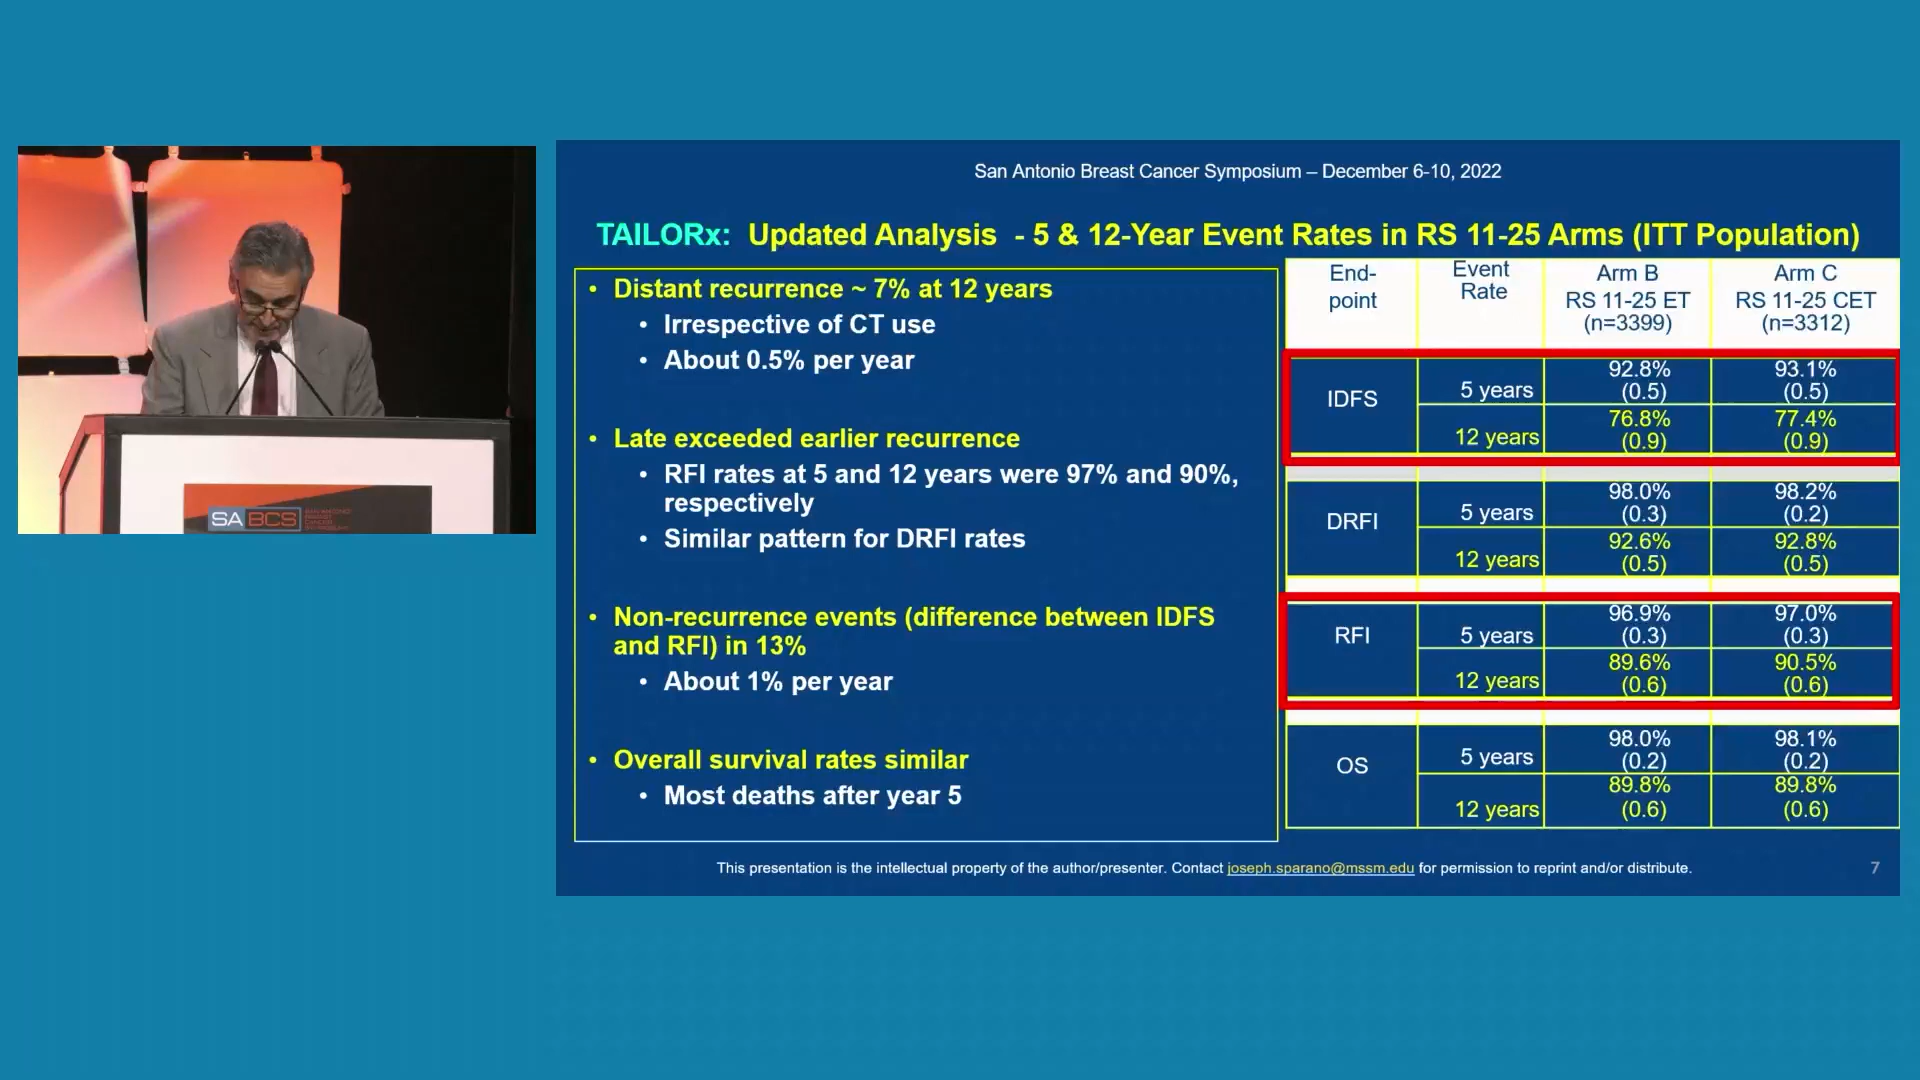 SABCS
San Antonio Breast Cancer Symposium – December 6-10, 2022
TAILORx: Updated Analysis - 5 & 12-Year Event Rates in RS 11-25 Arms (ITT Population)
• Distant recurrence ~ 7% at 12 years
• Irrespective of CT use
• About 0.5% per year
• Late exceeded earlier recurrence
• RFI rates at 5 and 12 years were 97% and 90%,
respectively
• Similar pattern for DRFI rates
• Non-recurrence events (difference between IDFS
and RFI) in 13%
• About 1% per year
• Overall survival rates similar
• Most deaths after year 5
End-point Event Rate Arm B RS 11-25 ET (n=3399) Arm C RS 11-25 CET (n=3312)
IDFS 5 years 92.8% (0.5) 93.1% (0.5)
12 years 76.8% (0.9) 77.4% (0.9)
DRFI 5 years 98.0% (0.3) 98.2% (0.2)
12 years 92.6% (0.5) 92.8% (0.5)
RFI 5 years 96.9% (0.3) 97.0% (0.3)
12 years 89.6% (0.6) 90.5% (0.6)
OS 5 years 98.0% (0.2) 98.1% (0.2)
12 years 89.8% (0.6) 89.8% (0.6)
This presentation is the intellectual property of the author/presenter. Contact joseph.sparano@mssm.edu for permission to reprint and/or distribute.
7